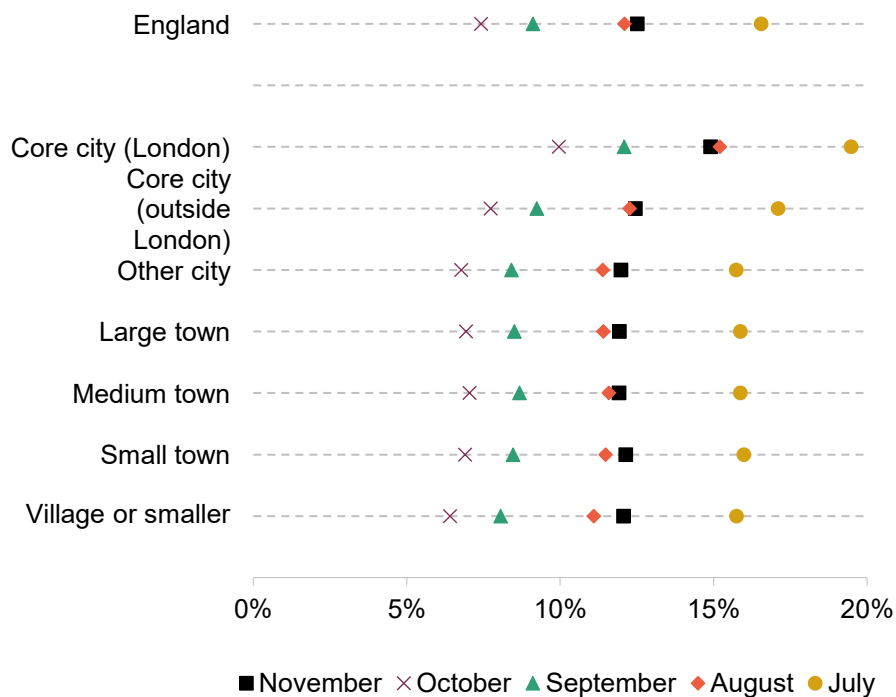 England
Core city (London)
Core city
(outside
London)
Other city
Large town
Medium town
Small town
Village or smaller
0% 5% 10% 15% 20%
November October September August July